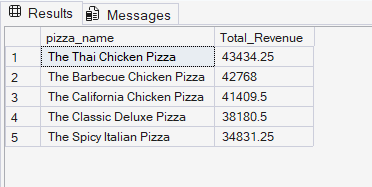 Results Messages
pizza_name Total_Revenue
1 The Thai Chicken Pizza 43434.25
2 The Barbecue Chicken Pizza 42768
3 The California Chicken Pizza 41409.5
4 The Classic Deluxe Pizza 38180.5
5 The Spicy Italian Pizza 34831.25